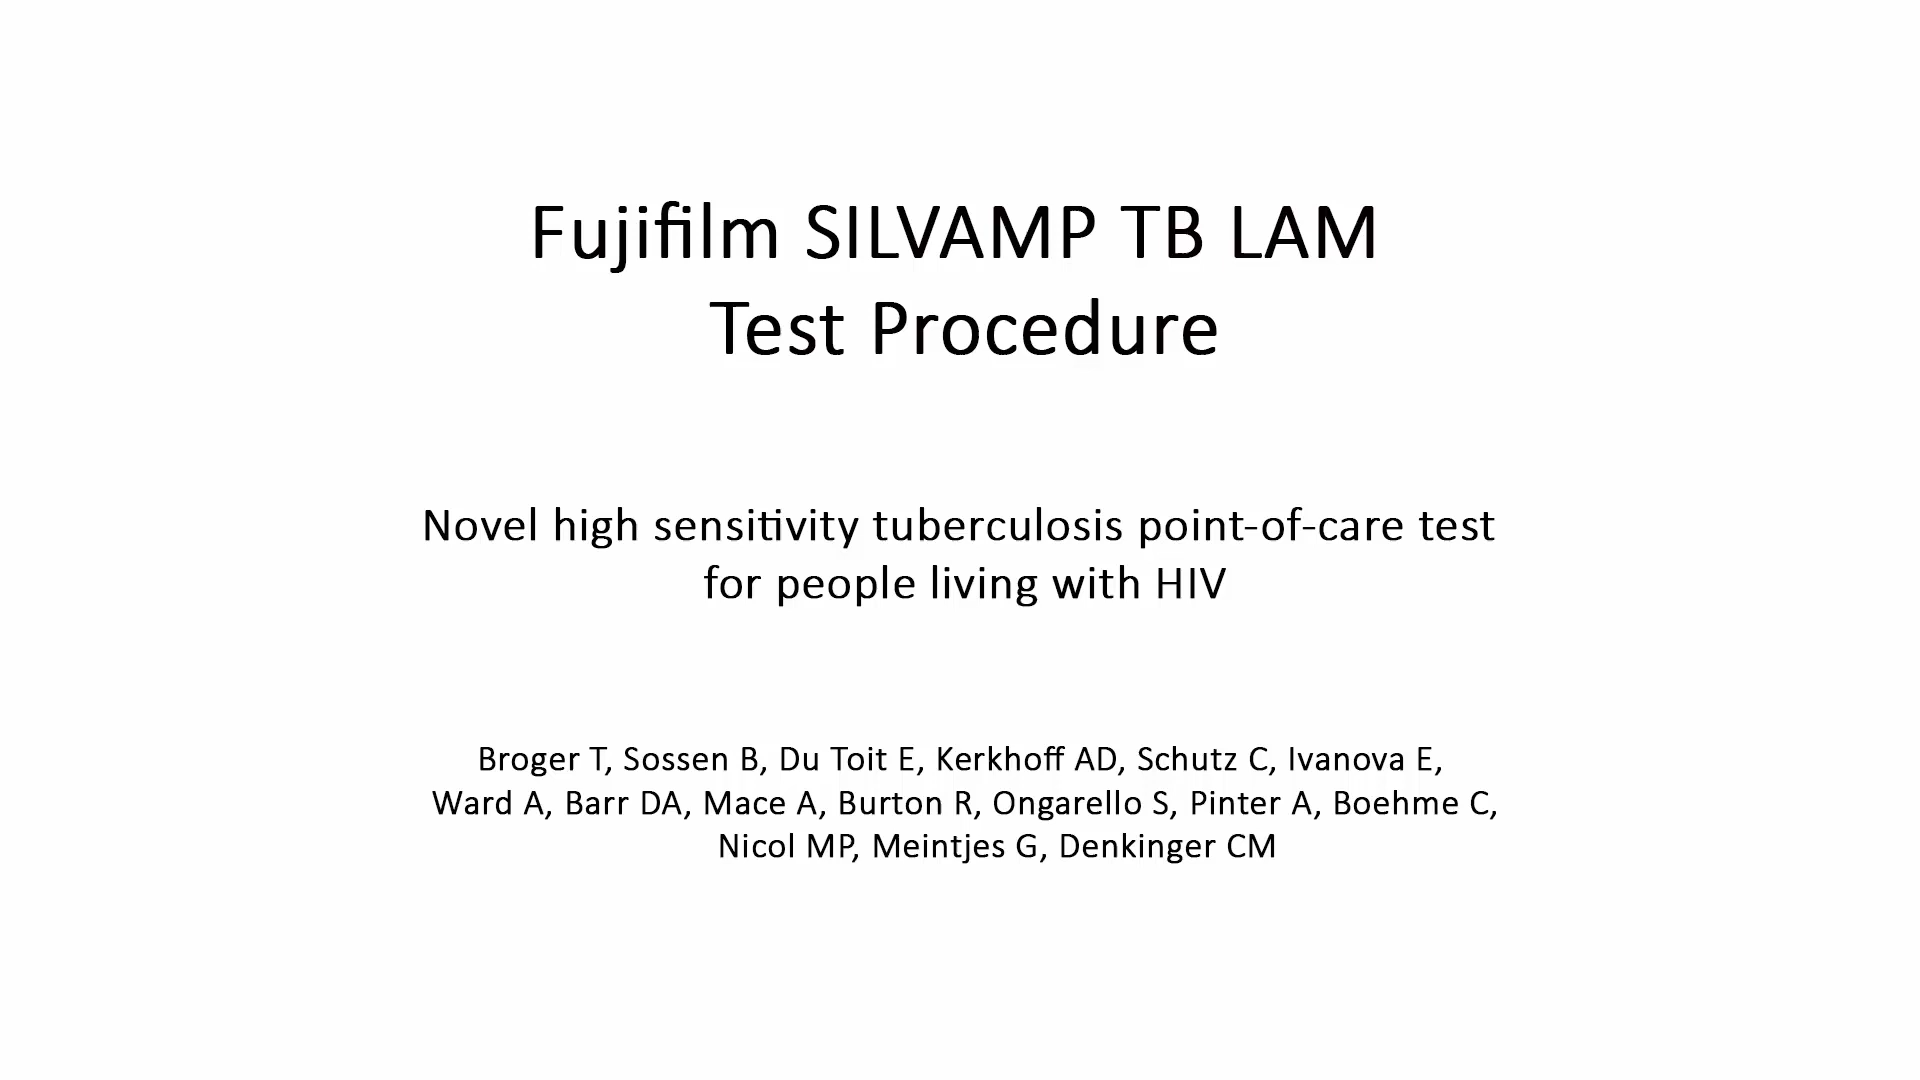 Fujifilm SILVAMP TB LAM
Test Procedure
Novel high sensitivity tuberculosis point-of-care test
for people living with HIV
Broger T, Sossen B, Du Toit E, Kerkhoff AD, Schutz C, Ivanova E,
Ward A, Barr DA, Mace A, Burton R, Ongarello S, Pinter A, Boehme C,
Nicol MP, Meintjes G, Denkinger CM